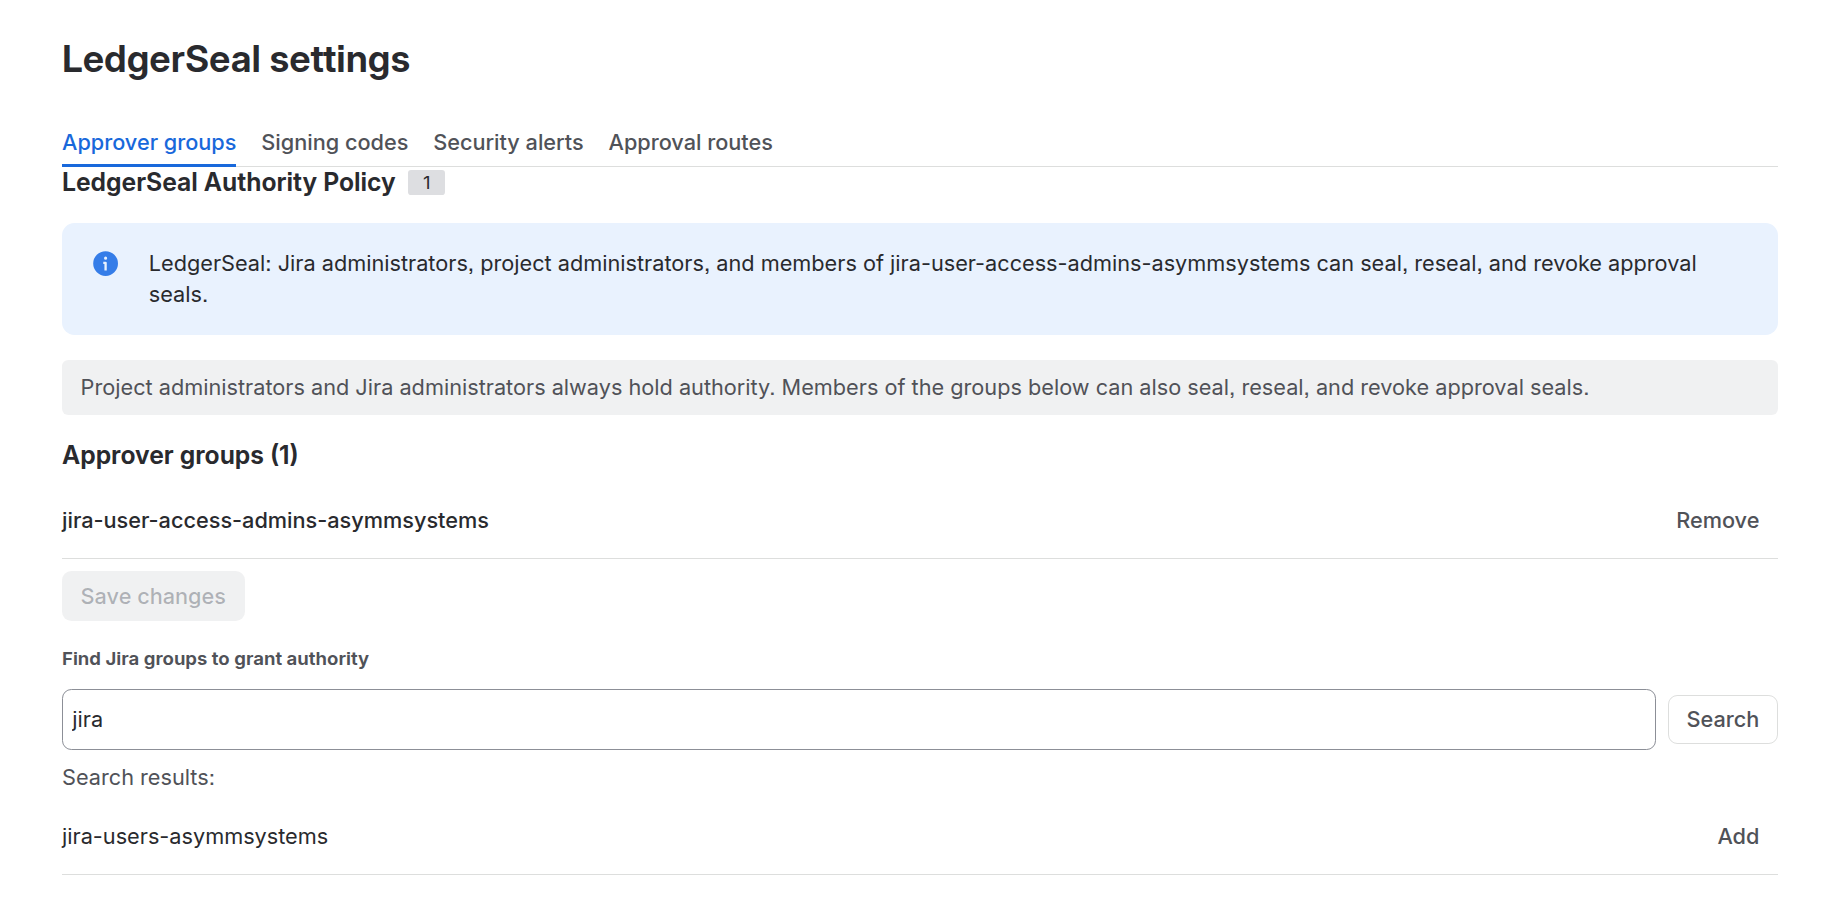 LedgerSeal settings
Approver groups Signing codes Security alerts Approval routes
LedgerSeal Authority Policy 1
LedgerSeal: Jira administrators, project administrators, and members of jira-user-access-admins-asymmsystems can seal, reseal, and revoke approval
seals.
Project administrators and Jira administrators always hold authority. Members of the groups below can also seal, reseal, and revoke approval seals.
Approver groups (1)
jira-user-access-admins-asymmsystems Remove
Save changes
Find Jira groups to grant authority
jira Search
Search results:
jira-users-asymmsystems Add